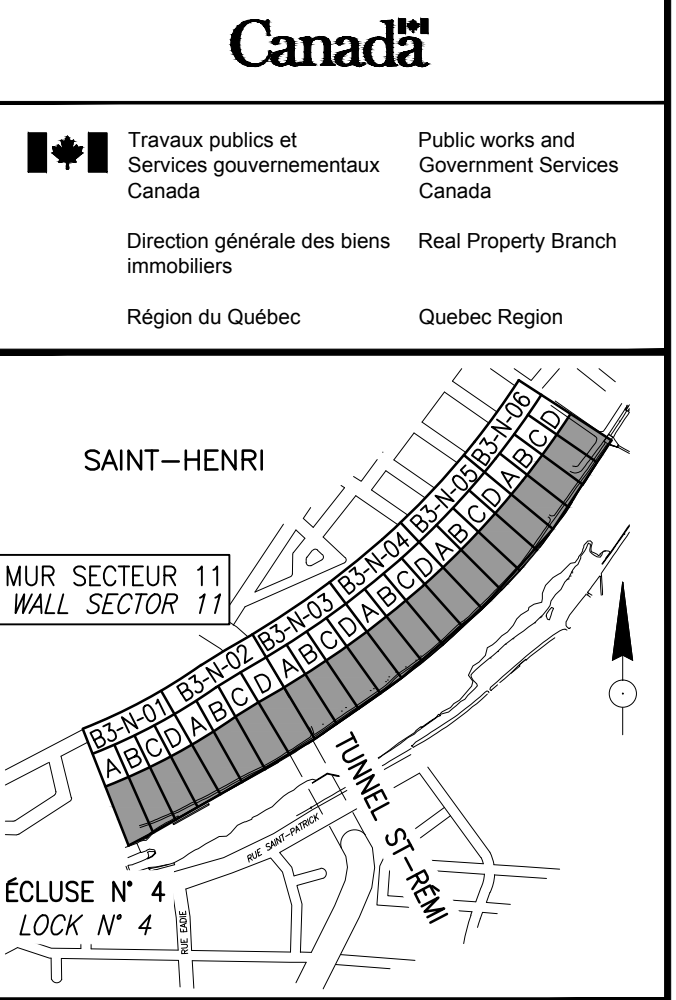 Canada
Travaux publics et
Services gouvernementaux
Canada
Public works and
Government Services
Canada
Direction générale des biens
immobiliers
Real Property Branch
Région du Québec
Quebec Region
SAINT-HENRI
MUR SECTEUR 11
WALL SECTOR 11
B3-N-01
B3-N-02
B3-N-03
B3-N-04
B3-N-05
B3-N-06
A B C D A B C D A B C D A B C D A B C D A B C D
TUNNEL ST-RÉMI
RUE SAINT-PATRICK
RUE EADIE
ÉCLUSE N° 4
LOCK N° 4